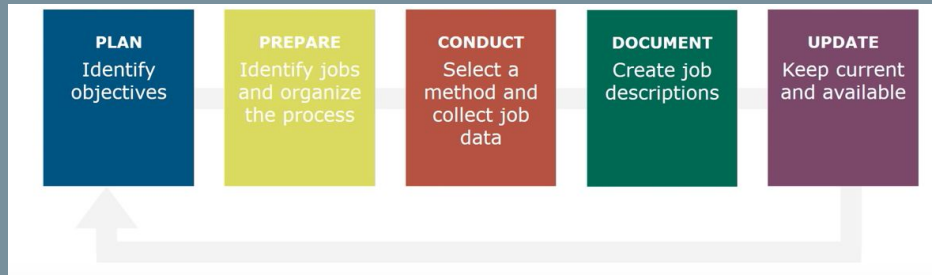 PLAN
Identify
objectives
PREPARE
Identify jobs
and organize
the process
CONDUCT
Select a
method and
collect job
data
DOCUMENT
Create job
descriptions
UPDATE
Keep current
and available